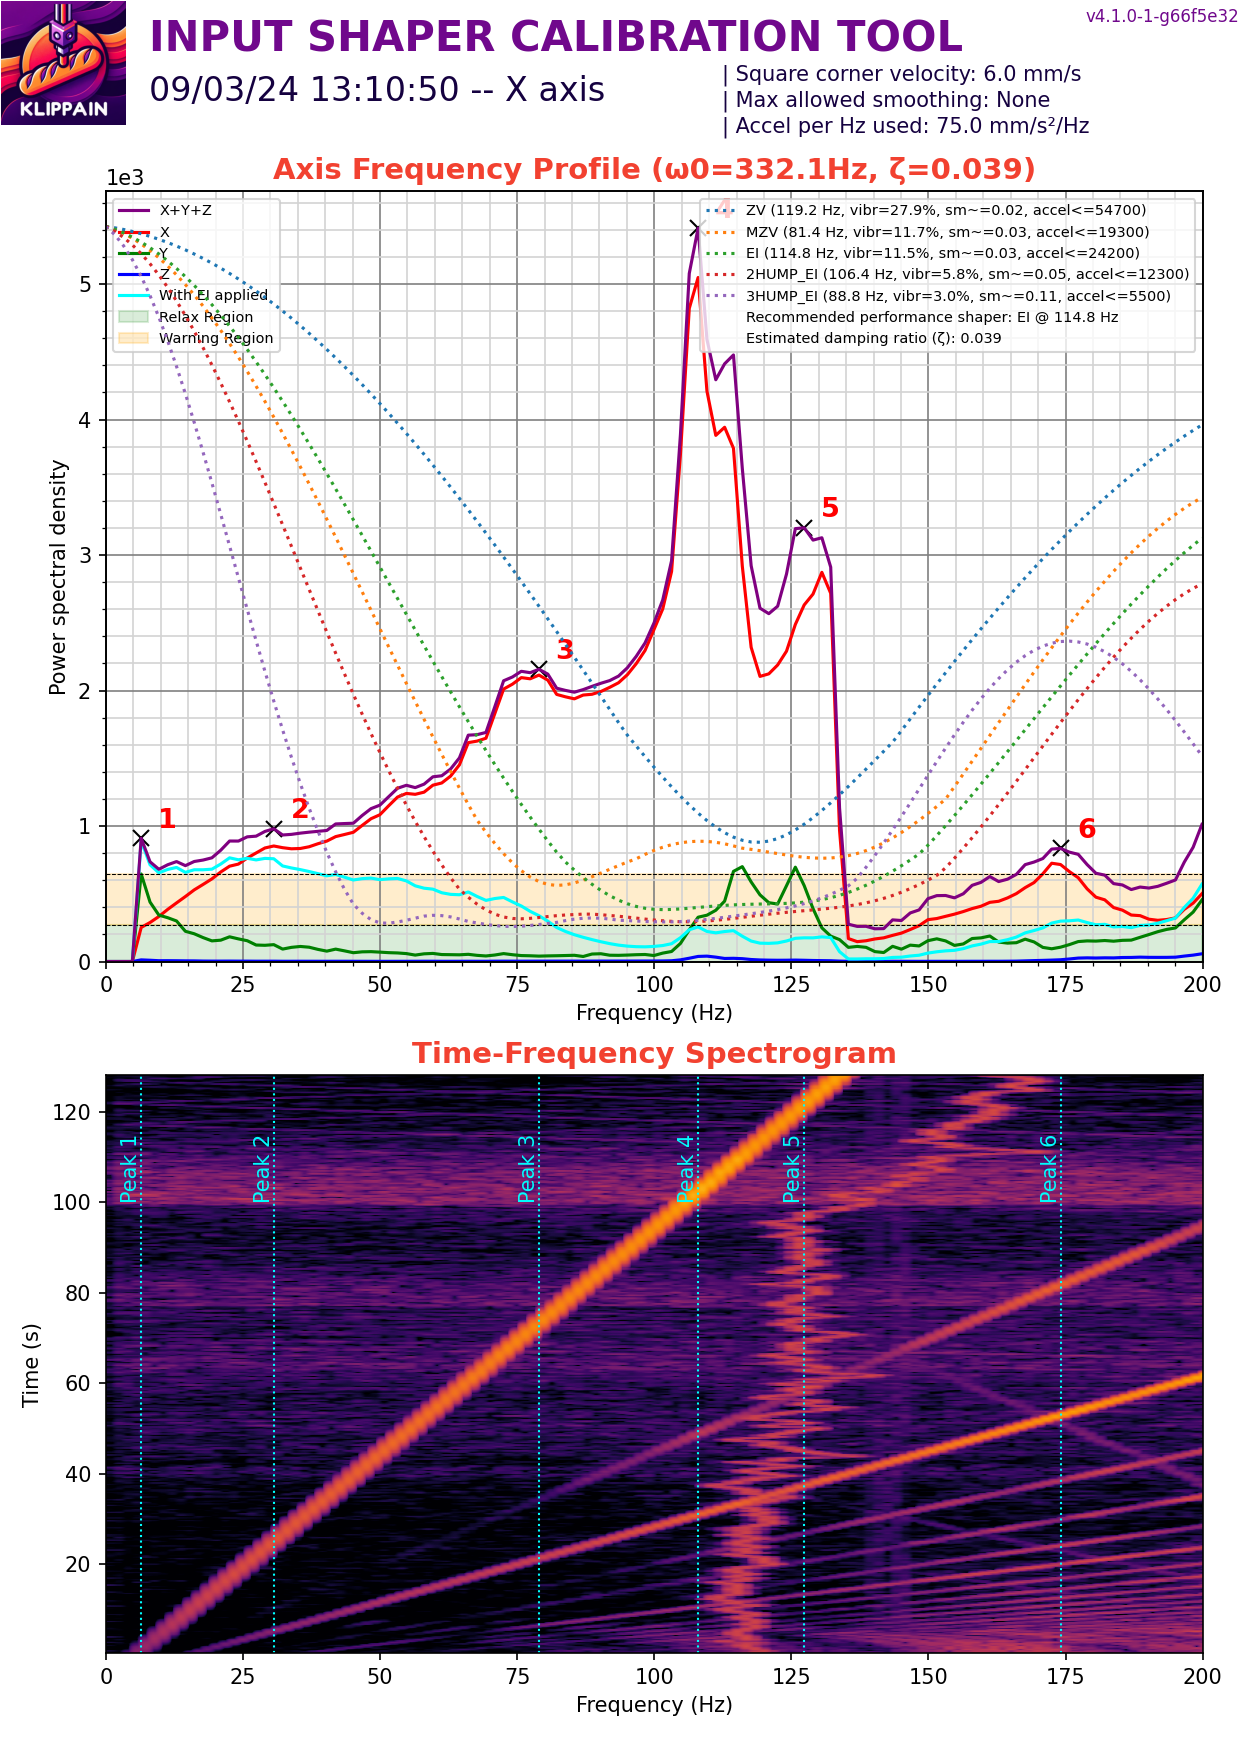 v4.1.0-1-g66f5e32
INPUT SHAPER CALIBRATION TOOL
09/03/24 13:10:50 -- X axis
| Square corner velocity: 6.0 mm/s
| Max allowed smoothing: None
| Accel per Hz used: 75.0 mm/s²/Hz
KLIPPAIN
Axis Frequency Profile (ω0=332.1Hz, ζ=0.039)
1e3
X+Y+Z
X
Y
Z
With EI applied
Relax Region
Warning Region
ZV (119.2 Hz, vibr=27.9%, sm~=0.02, accel<=54700)
MZV (81.4 Hz, vibr=11.7%, sm~=0.03, accel<=19300)
EI (114.8 Hz, vibr=11.5%, sm~=0.03, accel<=24200)
2HUMP_EI (106.4 Hz, vibr=5.8%, sm~=0.05, accel<=12300)
3HUMP_EI (88.8 Hz, vibr=3.0%, sm~=0.11, accel<=5500)
Recommended performance shaper: EI @ 114.8 Hz
Estimated damping ratio (ζ): 0.039
1
2
3
4
5
6
Power spectral density
5
4
3
2
1
0
0 25 50 75 100 125 150 175 200
Frequency (Hz)
Time-Frequency Spectrogram
Time (s)
120
100
80
60
40
20
Peak 1
Peak 2
Peak 3
Peak 4
Peak 5
Peak 6
0 25 50 75 100 125 150 175 200
Frequency (Hz)